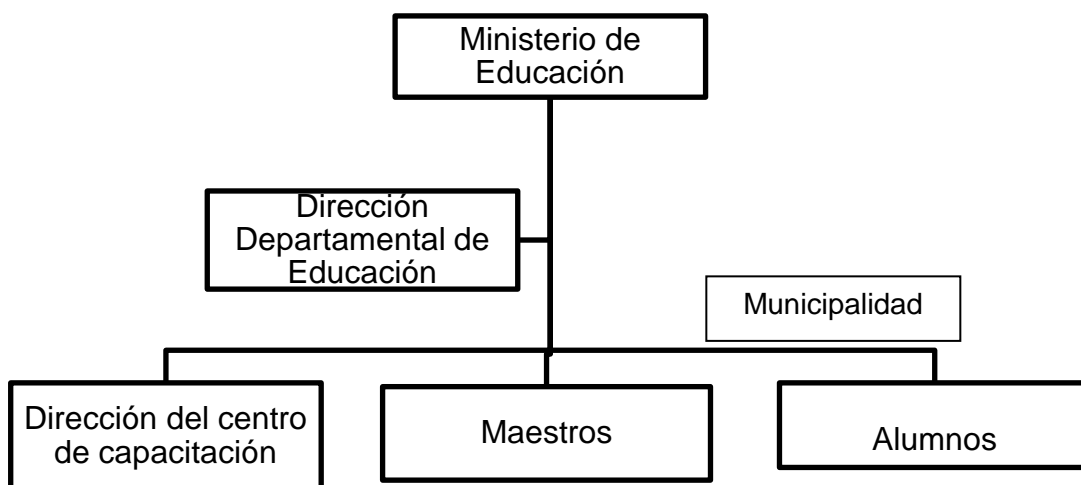 Ministerio de
Educación
Dirección
Departamental de
Educación
Municipalidad
Dirección del centro
de capacitación
Maestros
Alumnos